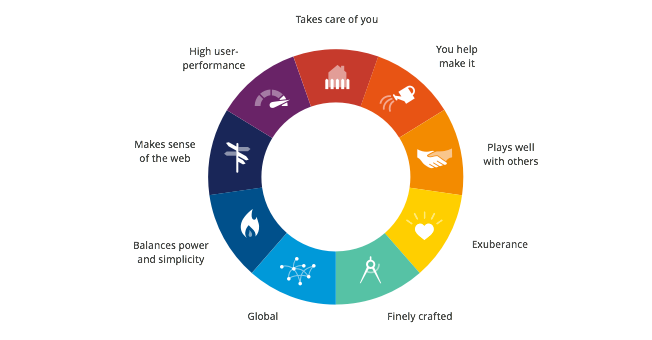 Takes care of you
High user-
performance
You help
make it
Makes sense
of the web
Plays well
with others
Balances power
and simplicity
Exuberance
Global
Finely crafted